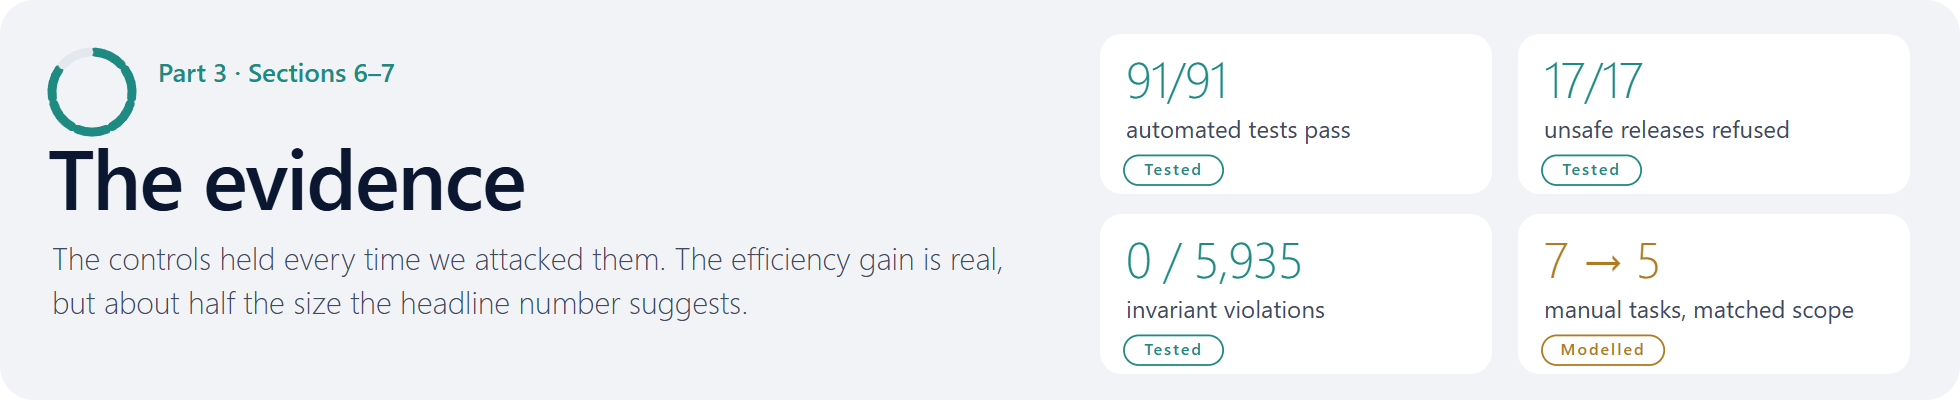 Part 3 · Sections 6–7
The evidence
The controls held every time we attacked them. The efficiency gain is real,
but about half the size the headline number suggests.
91/91
automated tests pass
Tested
17/17
unsafe releases refused
Tested
0 / 5,935
invariant violations
Tested
7 → 5
manual tasks, matched scope
Modelled